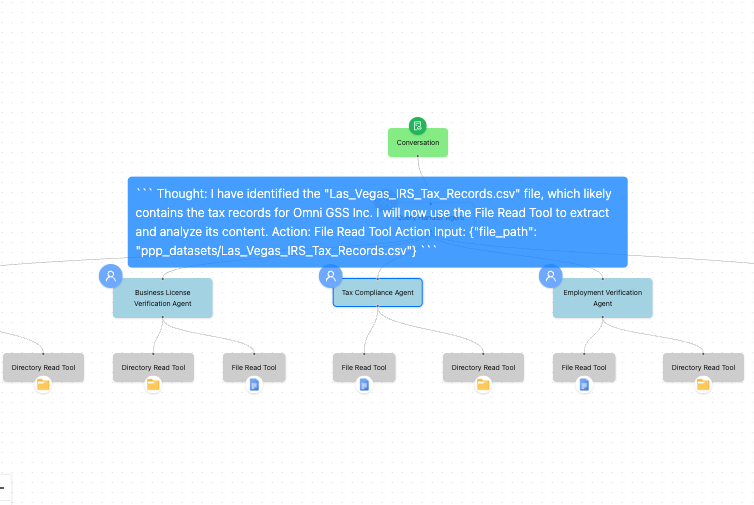 Conversation
``` Thought: I have identified the "Las_Vegas_IRS_Tax_Records.csv" file, which likely
contains the tax records for Omni GSS Inc. I will now use the File Read Tool to extract
and analyze its content. Action: File Read Tool Action Input: {"file_path":
"ppp_datasets/Las_Vegas_IRS_Tax_Records.csv"} ```
Business License
Verification Agent
Tax Compliance Agent
Employment Verification
Agent
Directory Read Tool
Directory Read Tool
File Read Tool
File Read Tool
Directory Read Tool
File Read Tool
Directory Read Tool